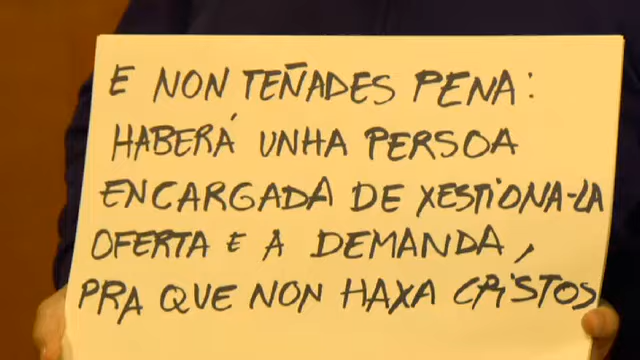 E NON TEÑADES PENA:
HABERÁ UNHA PERSOA
ENCARGADA DE XESTIONA-LA
OFERTA E A DEMANDA,
PRA QUE NON HAXA CRISTOS